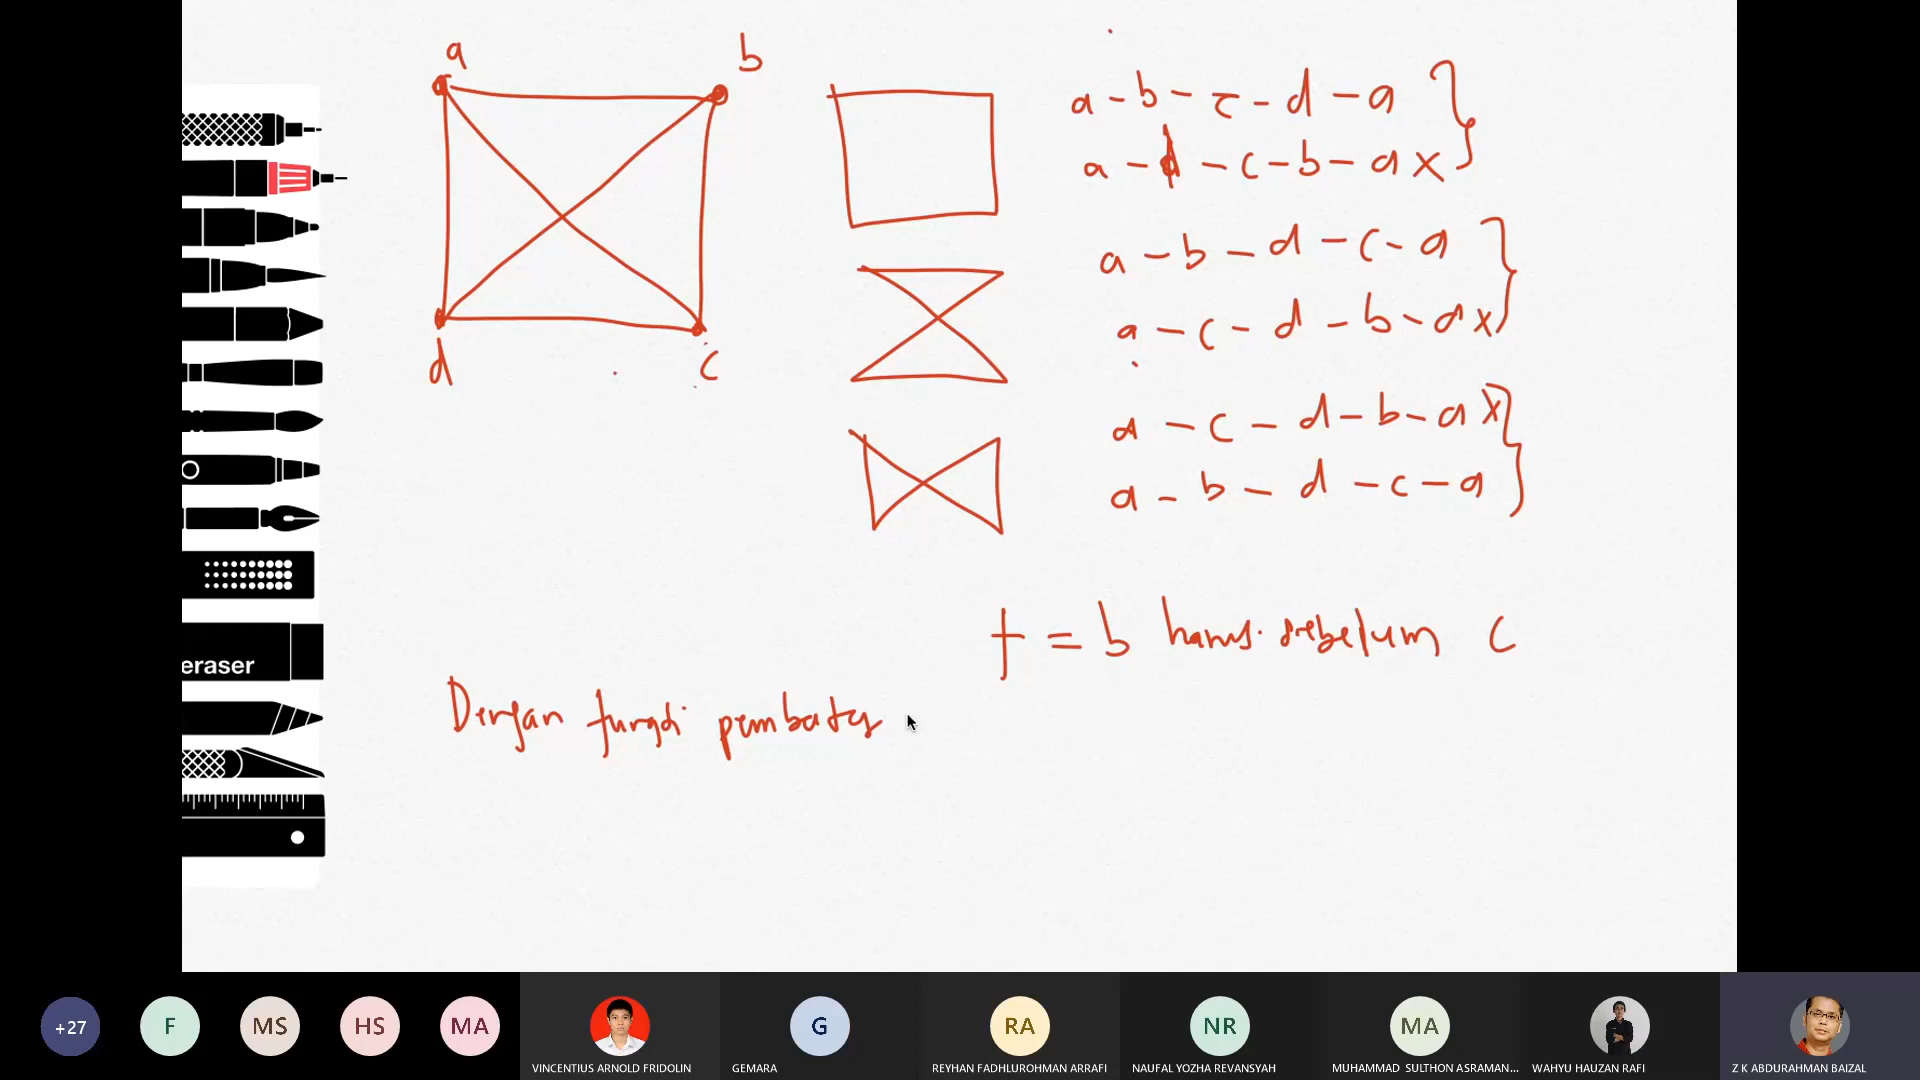 a b
a - b - c - d - a
a - d - c - b - a x
a - b - d - c - a
a - c - d - b - a x
d c
a - c - d - b - a x
a - b - d - c - a
f = b harus sebelum c
eraser
Dengan fungsi pembatas
+27 F MS HS MA G RA NR MA
VINCENTIUS ARNOLD FRIDOLIN GEMARA REYHAN FADHLUROHMAN ARRAFI NAUFAL YOZHA REVANSYAH MUHAMMAD SULTHON ASRAMAN... WAHYU HAUZAN RAFI Z K ABDURAHMAN BAIZAL